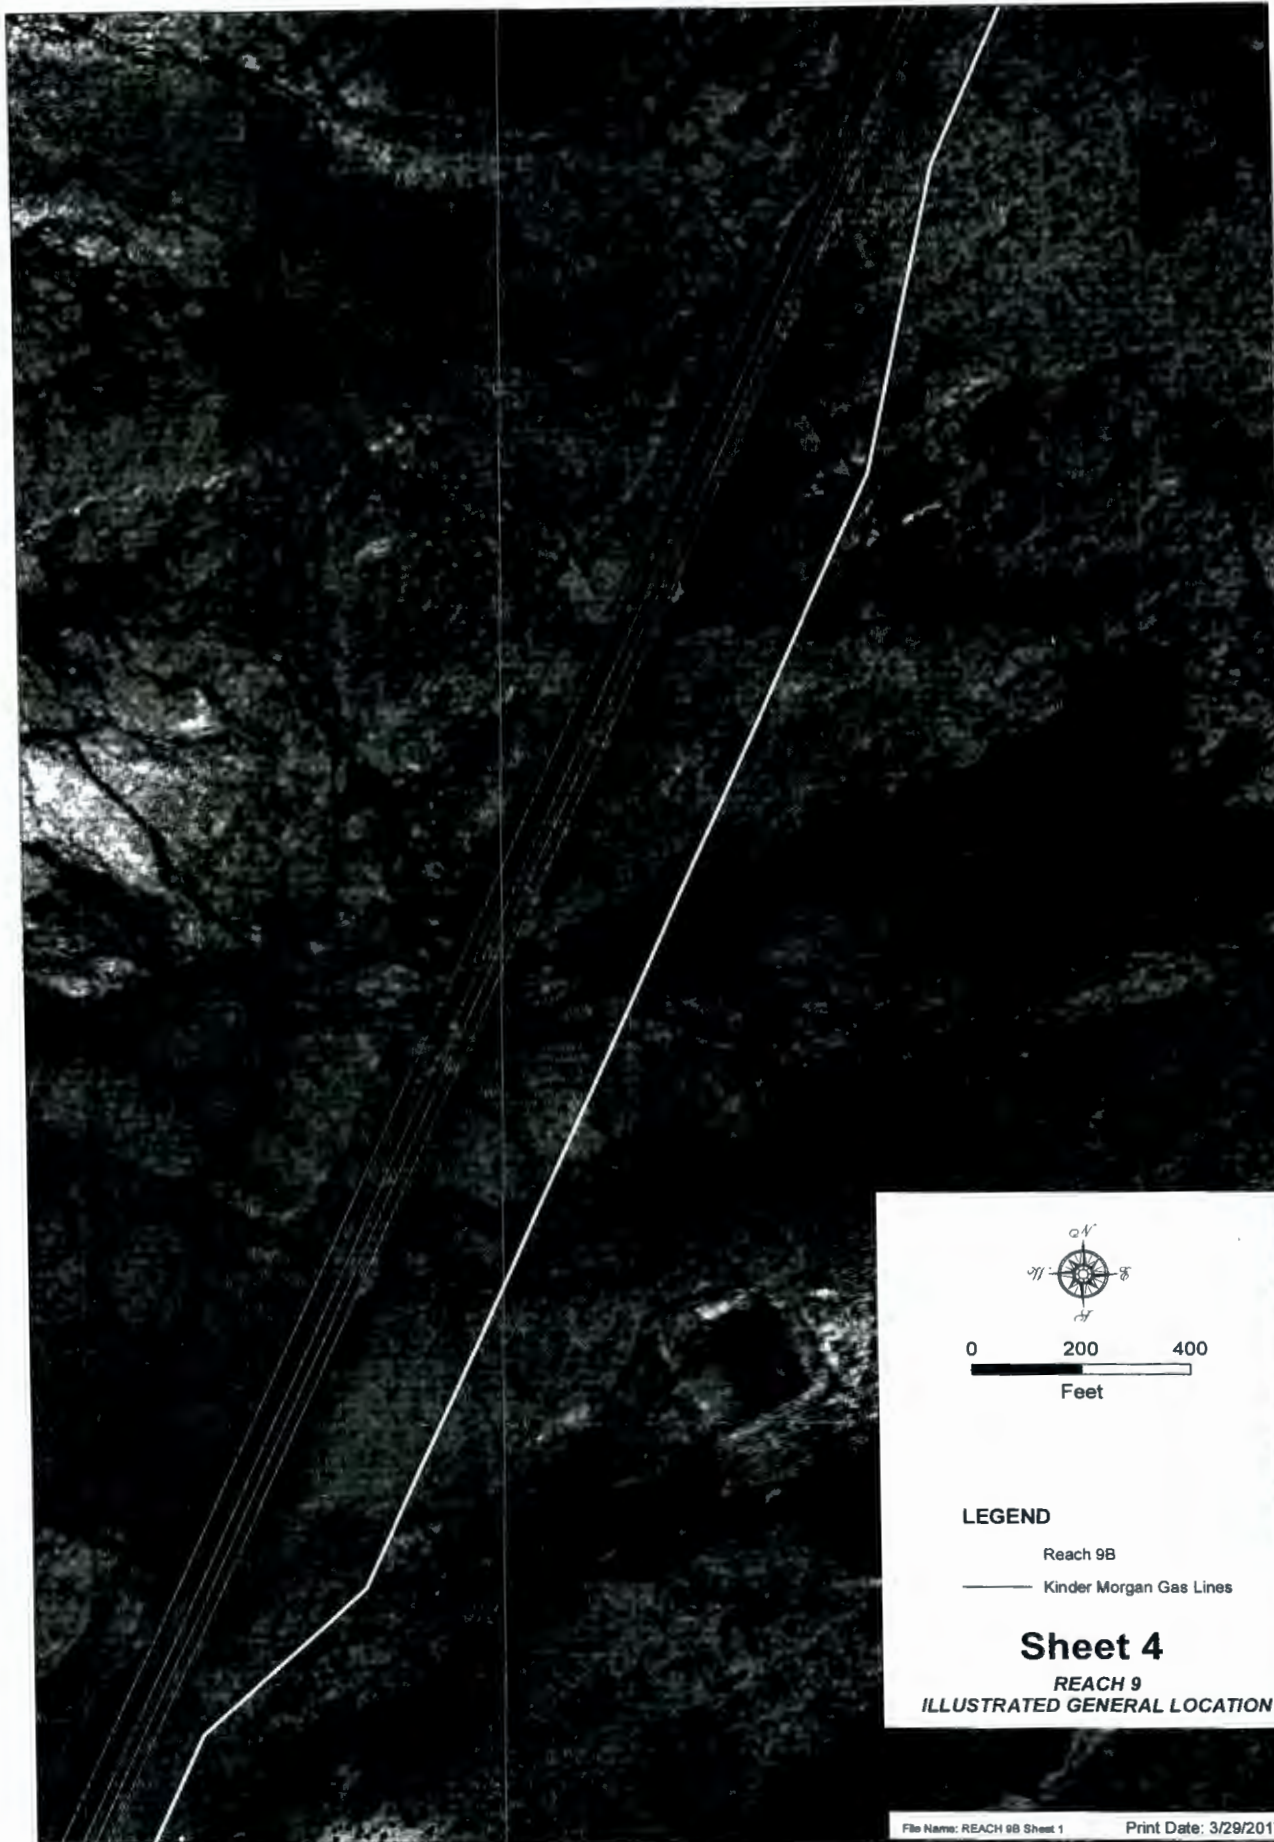 N
W E
S
0 200 400
Feet
LEGEND
Reach 9B
Kinder Morgan Gas Lines
Sheet 4
REACH 9
ILLUSTRATED GENERAL LOCATION
File Name: REACH 9B Sheet 1 Print Date: 3/29/201